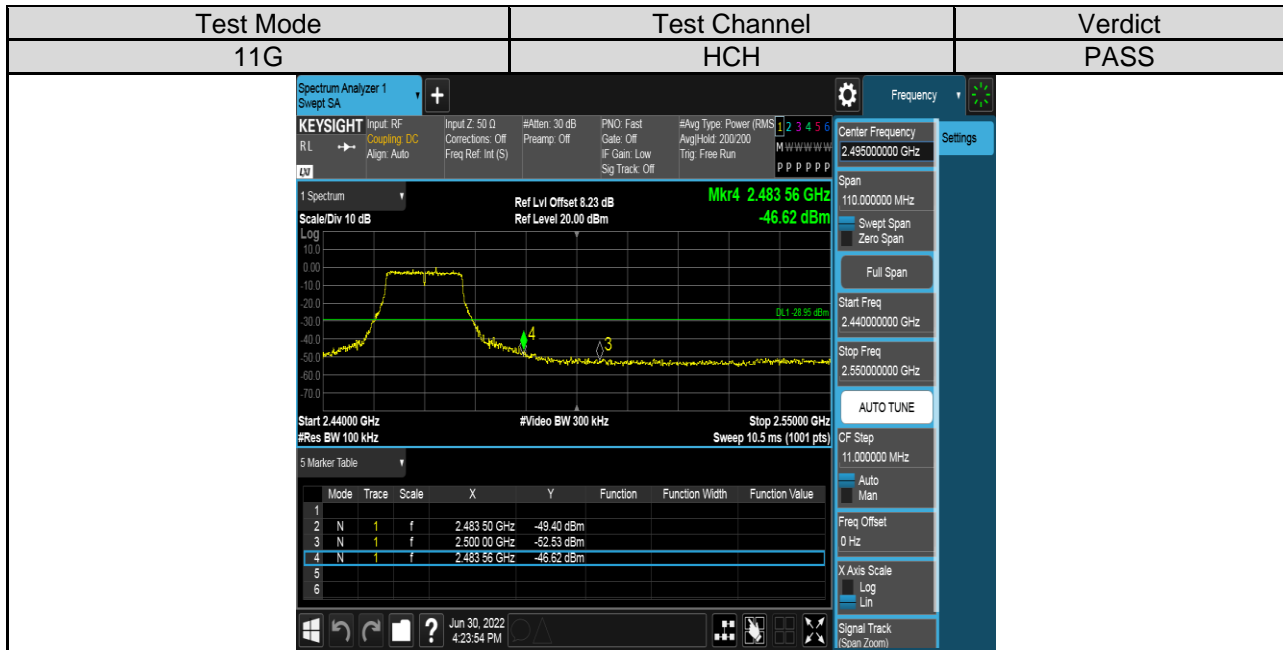 Test Mode Test Channel Verdict
11G HCH PASS
Spectrum Analyzer 1
Swept SA
+
Frequency
KEYSIGHT Input: RF Input Z: 50 Ω #Atten: 30 dB PNO: Fast #Avg Type: Power (RMS 1 2 3 4 5 6
RL Coupling: DC Corrections: Off Preamp: Off Gate: Off Avg|Hold: 200/200 M W W W W W
Align: Auto Freq Ref: Int (S) IF Gain: Low Trig: Free Run
LXI Sig Track: Off P P P P P P
1 Spectrum
Ref Lvl Offset 8.23 dB Mkr4 2.483 56 GHz
Scale/Div 10 dB Ref Level 20.00 dBm -46.62 dBm
Log
10.0
0.00
-10.0
-20.0
DL1 -28.95 dBm
-30.0
-40.0
4
3
-50.0
-60.0
-70.0
Start 2.44000 GHz #Video BW 300 kHz Stop 2.55000 GHz
#Res BW 100 kHz Sweep 10.5 ms (1001 pts)
5 Marker Table
Mode Trace Scale X Y Function Function Width Function Value
1
2 N 1 f 2.483 50 GHz -49.40 dBm
3 N 1 f 2.500 00 GHz -52.53 dBm
4 N 1 f 2.483 56 GHz -46.62 dBm
5
6
? Jun 30, 2022
4:23:54 PM
Center Frequency
2.495000000 GHz
Settings
Span
110.000000 MHz
Swept Span
Zero Span
Full Span
Start Freq
2.440000000 GHz
Stop Freq
2.550000000 GHz
AUTO TUNE
CF Step
11.000000 MHz
Auto
Man
Freq Offset
0 Hz
X Axis Scale
Log
Lin
Signal Track
(Span Zoom)